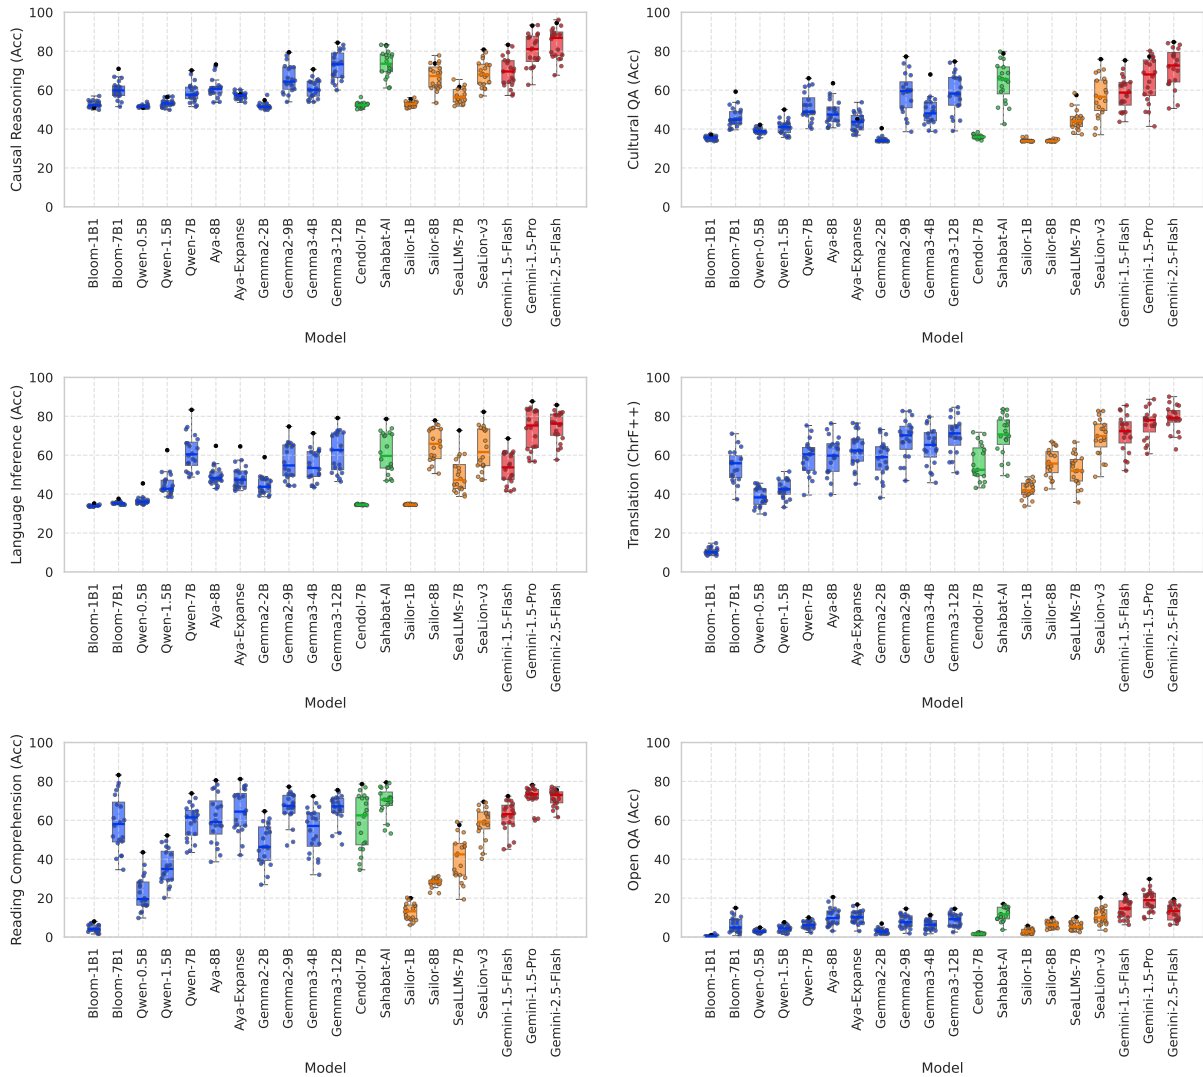 Causal Reasoning (Acc)
100
80
60
40
20
0
Bloom-1B1
Bloom-7B1
Qwen-0.5B
Qwen-1.5B
Qwen-7B
Aya-8B
Aya-Expanse
Gemma2-2B
Gemma2-9B
Gemma3-4B
Gemma3-12B
Cendol-7B
Sahabat-AI
Sailor-1B
Sailor-8B
SeaLLMs-7B
SeaLion-v3
Gemini-1.5-Flash
Gemini-1.5-Pro
Gemini-2.5-Flash
Model
Cultural QA (Acc)
100
80
60
40
20
0
Bloom-1B1
Bloom-7B1
Qwen-0.5B
Qwen-1.5B
Qwen-7B
Aya-8B
Aya-Expanse
Gemma2-2B
Gemma2-9B
Gemma3-4B
Gemma3-12B
Cendol-7B
Sahabat-AI
Sailor-1B
Sailor-8B
SeaLLMs-7B
SeaLion-v3
Gemini-1.5-Flash
Gemini-1.5-Pro
Gemini-2.5-Flash
Model
Language Inference (Acc)
100
80
60
40
20
0
Bloom-1B1
Bloom-7B1
Qwen-0.5B
Qwen-1.5B
Qwen-7B
Aya-8B
Aya-Expanse
Gemma2-2B
Gemma2-9B
Gemma3-4B
Gemma3-12B
Cendol-7B
Sahabat-AI
Sailor-1B
Sailor-8B
SeaLLMs-7B
SeaLion-v3
Gemini-1.5-Flash
Gemini-1.5-Pro
Gemini-2.5-Flash
Model
Translation (ChrF++)
100
80
60
40
20
0
Bloom-1B1
Bloom-7B1
Qwen-0.5B
Qwen-1.5B
Qwen-7B
Aya-8B
Aya-Expanse
Gemma2-2B
Gemma2-9B
Gemma3-4B
Gemma3-12B
Cendol-7B
Sahabat-AI
Sailor-1B
Sailor-8B
SeaLLMs-7B
SeaLion-v3
Gemini-1.5-Flash
Gemini-1.5-Pro
Gemini-2.5-Flash
Model
Reading Comprehension (Acc)
100
80
60
40
20
0
Bloom-1B1
Bloom-7B1
Qwen-0.5B
Qwen-1.5B
Qwen-7B
Aya-8B
Aya-Expanse
Gemma2-2B
Gemma2-9B
Gemma3-4B
Gemma3-12B
Cendol-7B
Sahabat-AI
Sailor-1B
Sailor-8B
SeaLLMs-7B
SeaLion-v3
Gemini-1.5-Flash
Gemini-1.5-Pro
Gemini-2.5-Flash
Model
Open QA (Acc)
100
80
60
40
20
0
Bloom-1B1
Bloom-7B1
Qwen-0.5B
Qwen-1.5B
Qwen-7B
Aya-8B
Aya-Expanse
Gemma2-2B
Gemma2-9B
Gemma3-4B
Gemma3-12B
Cendol-7B
Sahabat-AI
Sailor-1B
Sailor-8B
SeaLLMs-7B
SeaLion-v3
Gemini-1.5-Flash
Gemini-1.5-Pro
Gemini-2.5-Flash
Model